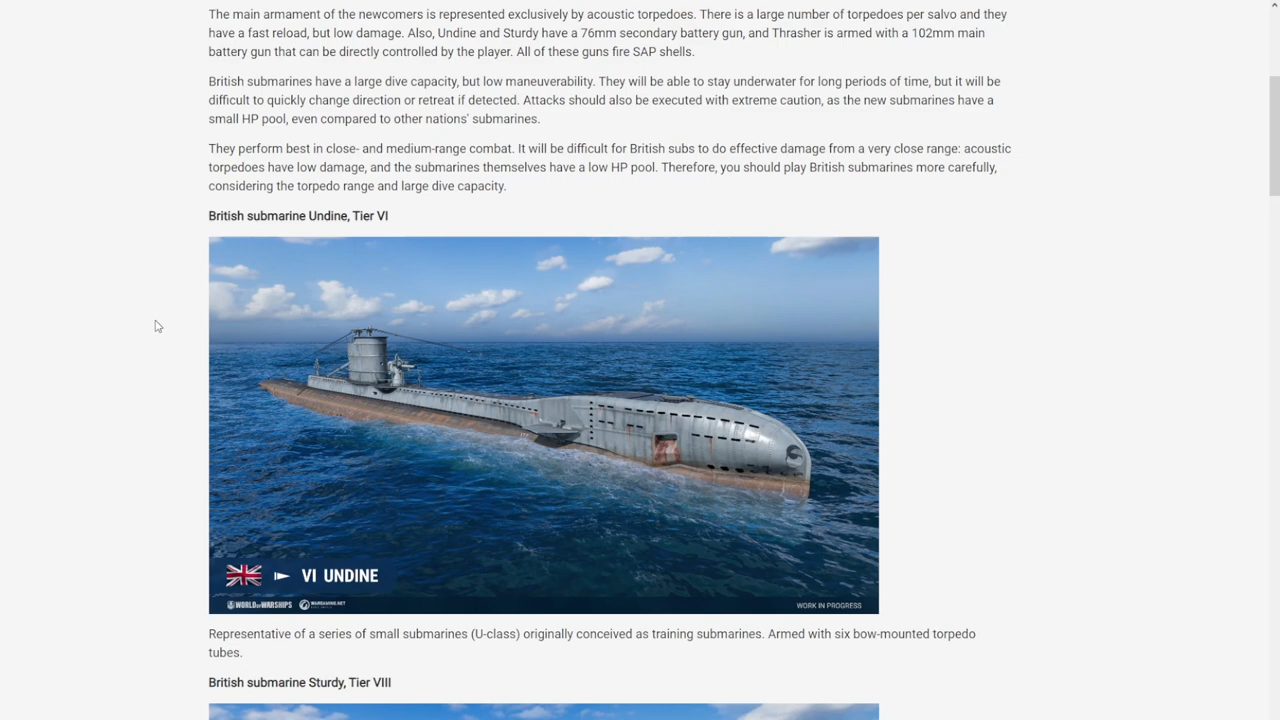 The main armament of the newcomers is represented exclusively by acoustic torpedoes. There is a large number of torpedoes per salvo and they
have a fast reload, but low damage. Also, Undine and Sturdy have a 76mm secondary battery gun, and Thrasher is armed with a 102mm main
battery gun that can be directly controlled by the player. All of these guns fire SAP shells.
British submarines have a large dive capacity, but low maneuverability. They will be able to stay underwater for long periods of time, but it will be
difficult to quickly change direction or retreat if detected. Attacks should also be executed with extreme caution, as the new submarines have a
small HP pool, even compared to other nations' submarines.
They perform best in close- and medium-range combat. It will be difficult for British subs to do effective damage from a very close range: acoustic
torpedoes have low damage, and the submarines themselves have a low HP pool. Therefore, you should play British submarines more carefully,
considering the torpedo range and large dive capacity.
British submarine Undine, Tier VI
VI UNDINE
WORLD OF WARSHIPS WARGAMING.NET
WORK IN PROGRESS
Representative of a series of small submarines (U-class) originally conceived as training submarines. Armed with six bow-mounted torpedo
tubes.
British submarine Sturdy, Tier VIII